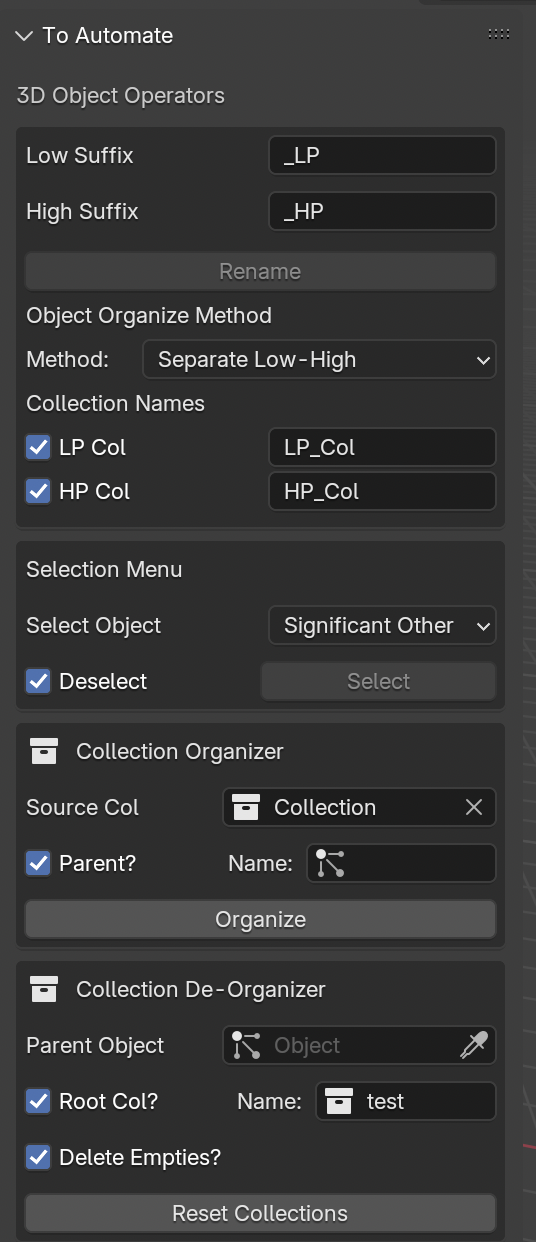 To Automate
3D Object Operators
Low Suffix _LP
High Suffix _HP
Rename
Object Organize Method
Method: Separate Low-High
Collection Names
LP Col LP_Col
HP Col HP_Col
Selection Menu
Select Object Significant Other
Deselect Select
Collection Organizer
Source Col Collection
Parent? Name:
Organize
Collection De-Organizer
Parent Object Object
Root Col? Name: test
Delete Empties?
Reset Collections